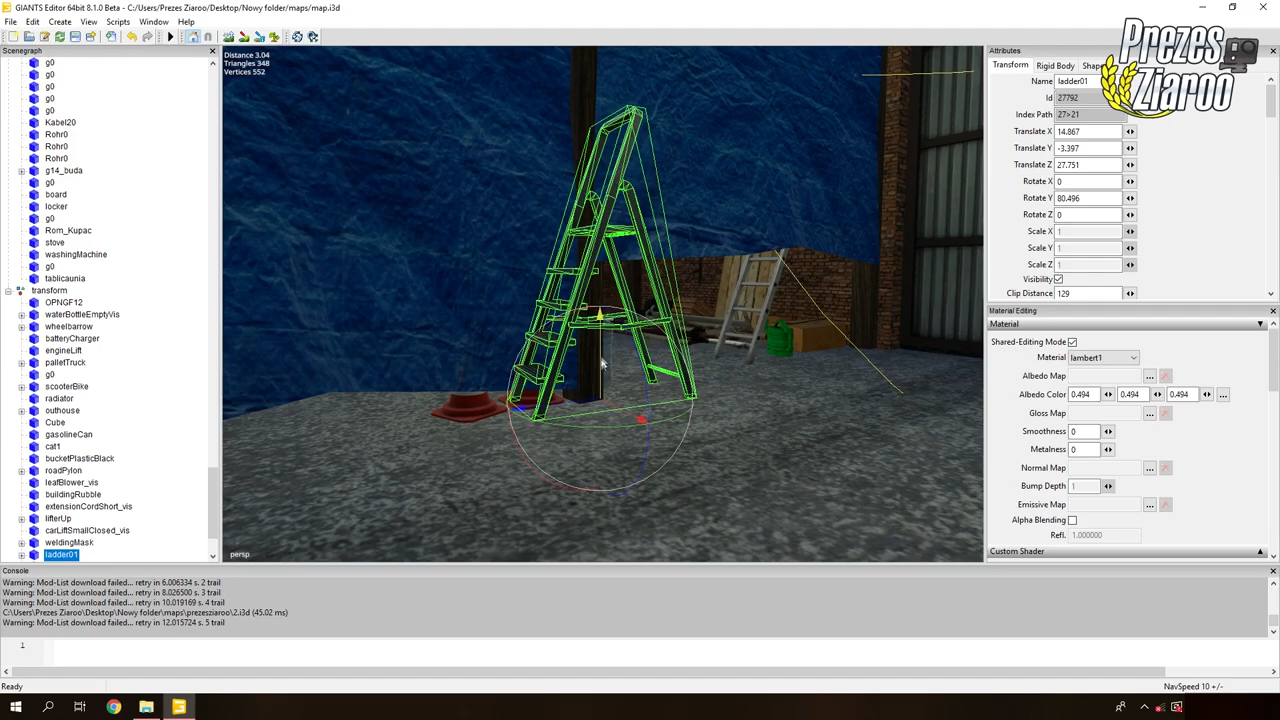 GIANTS Editor 64bit 8.1.0 Beta - C:/Users/Prezes Ziaroo/Desktop/Nowy folder/maps/map.i3d
File Edit Create View Scripts Window Help
Scenegraph
g0
g0
g0
g0
g0
Kabel20
Rohr0
Rohr0
Rohr0
g14_buda
g0
board
locker
g0
Rom_Kupac
stove
washingMachine
g0
tablicaunia
transform
OPNGF12
waterBottleEmptyVis
wheelbarrow
batteryCharger
engineLift
palletTruck
g0
scooterBike
radiator
outhouse
Cube
gasolineCan
cat1
bucketPlasticBlack
roadPylon
leafBlower_vis
buildingRubble
extensionCordShort_vis
lifterUp
carLiftSmallClosed_vis
weldingMask
ladder01
Distance 3.04
Triangles 348
Vertices 552
persp
Prezes
Ziaroo
Attributes
Transform Rigid Body
Name ladder01
Id 27792
Index Path 27>21
Translate X 14.867
Translate Y -3.397
Translate Z 27.751
Rotate X 0
Rotate Y 80.496
Rotate Z 0
Scale X 1
Scale Y 1
Scale Z 1
Visibility
Clip Distance 129
Material Editing
Material
Shared-Editing Mode
Material lambert1
Albedo Map ...
Albedo Color 0.494 0.494 0.494 ...
Gloss Map ...
Smoothness 0
Metalness 0
Normal Map ...
Bump Depth 1
Emissive Map ...
Alpha Blending
Refl. 1.000000
Custom Shader
Console
Warning: Mod-List download failed... retry in 6.006334 s. 2 trail
Warning: Mod-List download failed... retry in 8.026500 s. 3 trail
Warning: Mod-List download failed... retry in 10.019169 s. 4 trail
C:\Users\Prezes Ziaroo\Desktop\Nowy folder\maps\prezesziaroo\2.i3d (45.02 ms)
Warning: Mod-List download failed... retry in 12.015724 s. 5 trail
1
Ready
NavSpeed 10 +/-